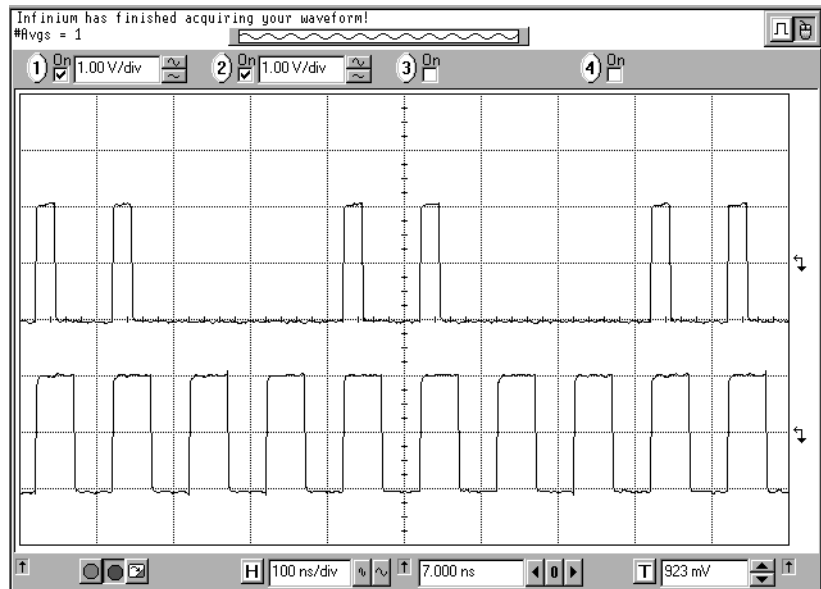 Infinium has finished acquiring your waveform!
#Avgs = 1
1 On 1.00 V/div 2 On 1.00 V/div 3 On 4 On
H 100 ns/div 7.000 ns 0 T 923 mV